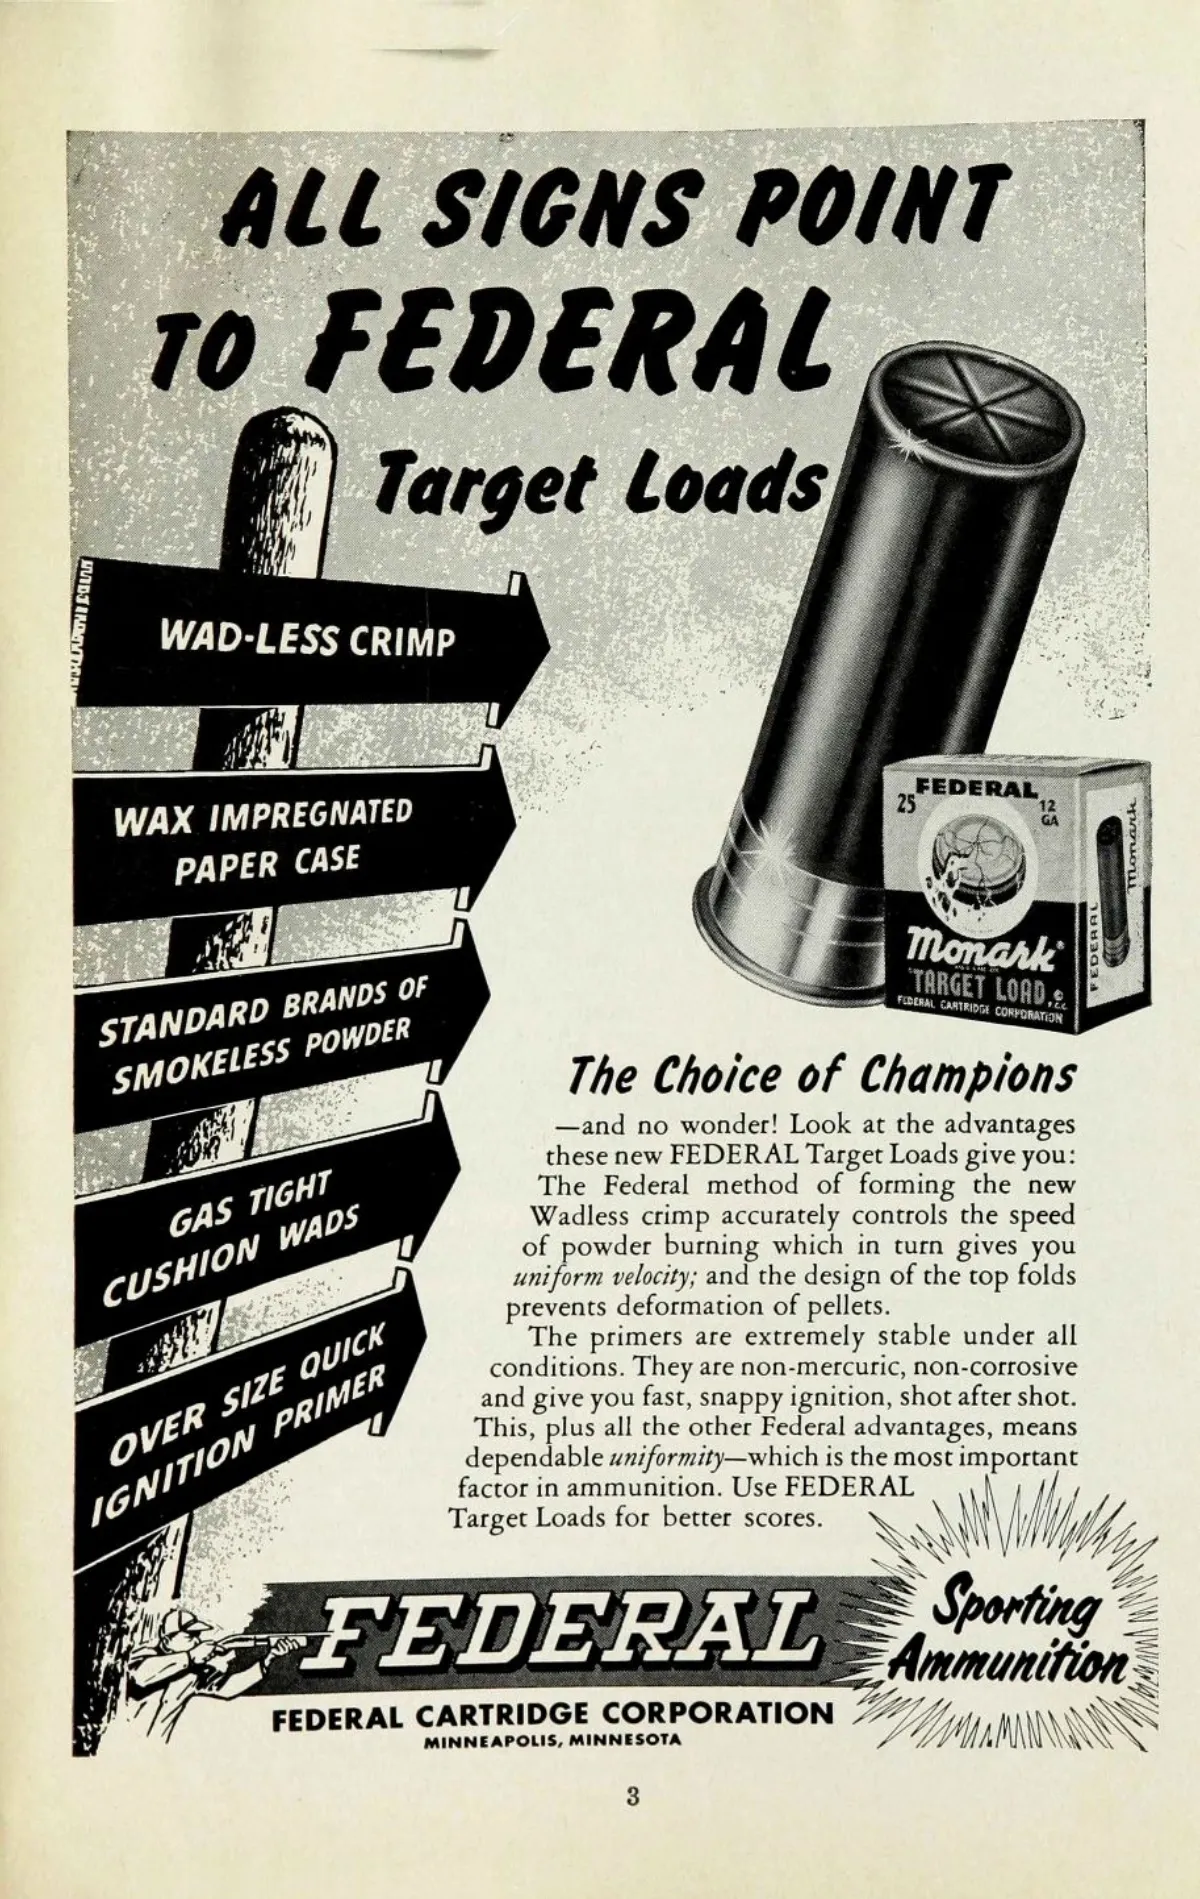 ALL SIGNS POINT
TO FEDERAL
Target Loads
WAD-LESS CRIMP
WAX IMPREGNATED
PAPER CASE
STANDARD BRANDS OF
SMOKELESS POWDER
GAS TIGHT
CUSHION WADS
OVER SIZE QUICK
IGNITION PRIMER
FEDERAL
25
12
GA
Monark®
TARGET LOAD
©
F.C.C.
FEDERAL CARTRIDGE CORPORATION
FEDERAL
Monark
The Choice of Champions
—and no wonder! Look at the advantages
these new FEDERAL Target Loads give you:
The Federal method of forming the new
Wadless crimp accurately controls the speed
of powder burning which in turn gives you
uniform velocity; and the design of the top folds
prevents deformation of pellets.
The primers are extremely stable under all
conditions. They are non-mercuric, non-corrosive
and give you fast, snappy ignition, shot after shot.
This, plus all the other Federal advantages, means
dependable uniformity—which is the most important
factor in ammunition. Use FEDERAL
Target Loads for better scores.
FEDERAL
Sporting
Ammunition
FEDERAL CARTRIDGE CORPORATION
MINNEAPOLIS, MINNESOTA
3